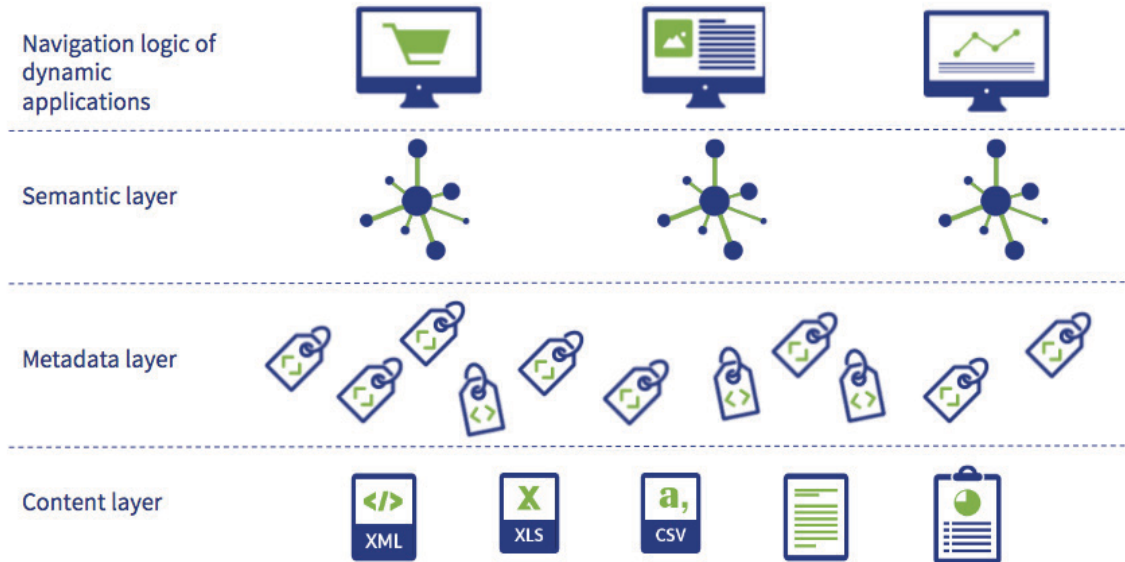 Navigation logic of
dynamic
applications
Semantic layer
Metadata layer
< >
< >
< >
Content layer
</>
XML
X
XLS
a,
CSV